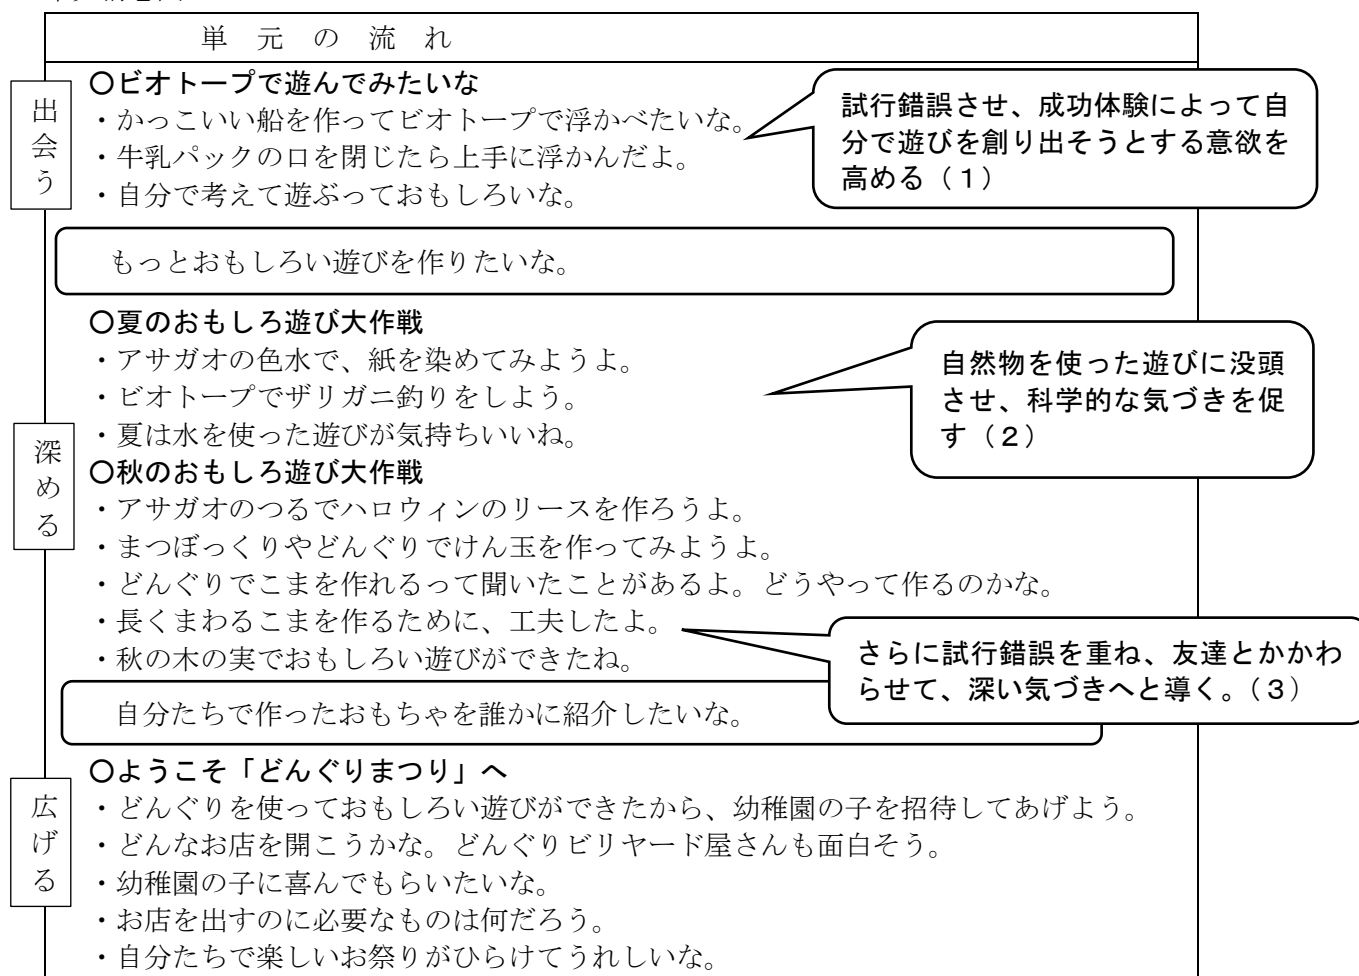 単元の流れ
出会う
〇ビオトープで遊んでみたいな
・かっこいい船を作ってビオトープで浮かべたいな。
・牛乳パックの口を閉じたら上手に浮かんだよ。
・自分で考えて遊ぶっておもしろいな。
試行錯誤させ、成功体験によって自
分で遊びを創り出そうとする意欲を
高める（1）
もっとおもしろい遊びを作りたいな。
深める
〇夏のおもしろ遊び大作戦
・アサガオの色水で、紙を染めてみようよ。
・ビオトープでザリガニ釣りをしよう。
・夏は水を使った遊びが気持ちいいね。
自然物を使った遊びに没頭
させ、科学的な気づきを促
す（2）
〇秋のおもしろ遊び大作戦
・アサガオのつるでハロウィンのリースを作ろうよ。
・まつぼっくりやどんぐりでけん玉を作ってみようよ。
・どんぐりでこまを作れるって聞いたことがあるよ。どうやって作るのかな。
・長くまわるこまを作るために、工夫したよ。
・秋の木の実でおもしろい遊びができたね。
さらに試行錯誤を重ね、友達とかかわ
らせて、深い気づきへと導く。（3）
自分たちで作ったおもちゃを誰かに紹介したいな。
広げる
〇ようこそ「どんぐりまつり」へ
・どんぐりを使っておもしろい遊びができたから、幼稚園の子を招待してあげよう。
・どんなお店を開こうかな。どんぐりビリヤード屋さんも面白そう。
・幼稚園の子に喜んでもらいたいな。
・お店を出すのに必要なものは何だろう。
・自分たちで楽しいお祭りがひらけてうれしいな。